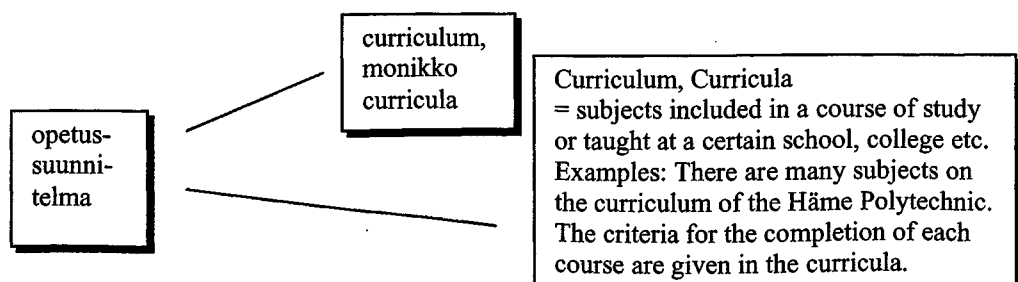 opetus-
suunni-
telma
curriculum,
monikko
curricula
Curriculum, Curricula
= subjects included in a course of study
or taught at a certain school, college etc.
Examples: There are many subjects on
the curriculum of the Häme Polytechnic.
The criteria for the completion of each
course are given in the curricula.